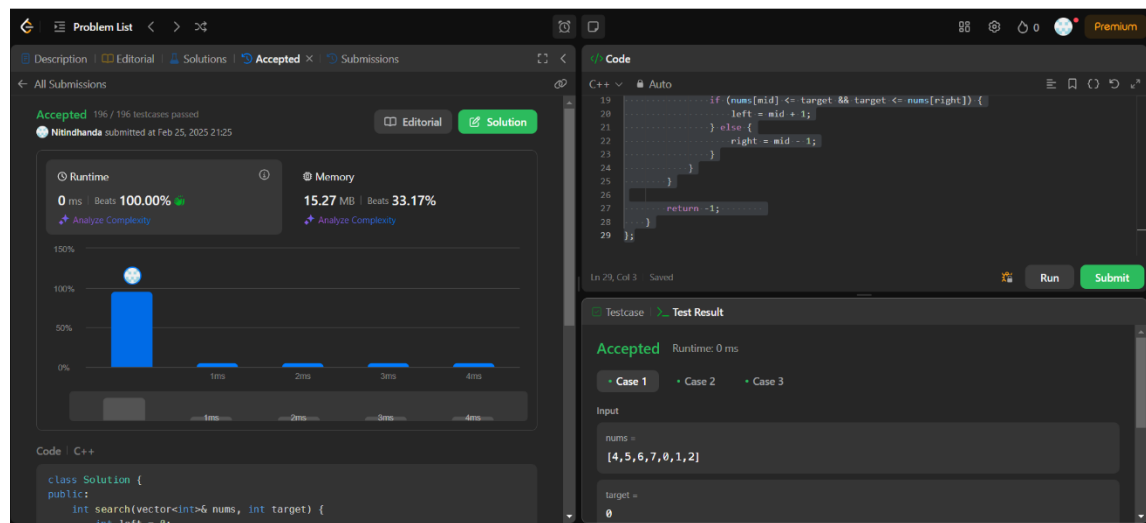 Problem List
0
Premium
Description | Editorial | Solutions | Accepted × | Submissions
</> Code
← All Submissions
C++ Auto
Accepted 196 / 196 testcases passed
Nitindhanda submitted at Feb 25, 2025 21:25
Editorial
Solution
Runtime
0 ms | Beats 100.00%
Analyze Complexity
Memory
15.27 MB | Beats 33.17%
Analyze Complexity
150%
100%
50%
0%
1ms 2ms 3ms 4ms
1ms 2ms 3ms 4ms
Code | C++
class Solution {
public:
int search(vector<int>& nums, int target) {
int left = 0;
19 if (nums[mid] <= target && target <= nums[right]) {
20 left = mid + 1;
21 } else {
22 right = mid - 1;
23 }
24 }
25 }
26
27 return -1;
28 }
29 };
Ln 29, Col 3 Saved
Run
Submit
Testcase | >_ Test Result
Accepted Runtime: 0 ms
• Case 1 • Case 2 • Case 3
Input
nums =
[4,5,6,7,0,1,2]
target =
0